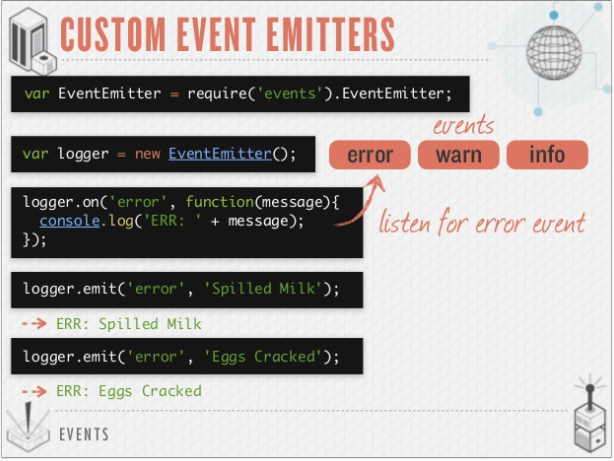 CUSTOM EVENT EMITTERS
var EventEmitter = require('events').EventEmitter;
events
var logger = new EventEmitter();
error warn info
logger.on('error', function(message){
console.log('ERR: ' + message);
});
listen for error event
logger.emit('error', 'Spilled Milk');
ERR: Spilled Milk
logger.emit('error', 'Eggs Cracked');
ERR: Eggs Cracked
EVENTS